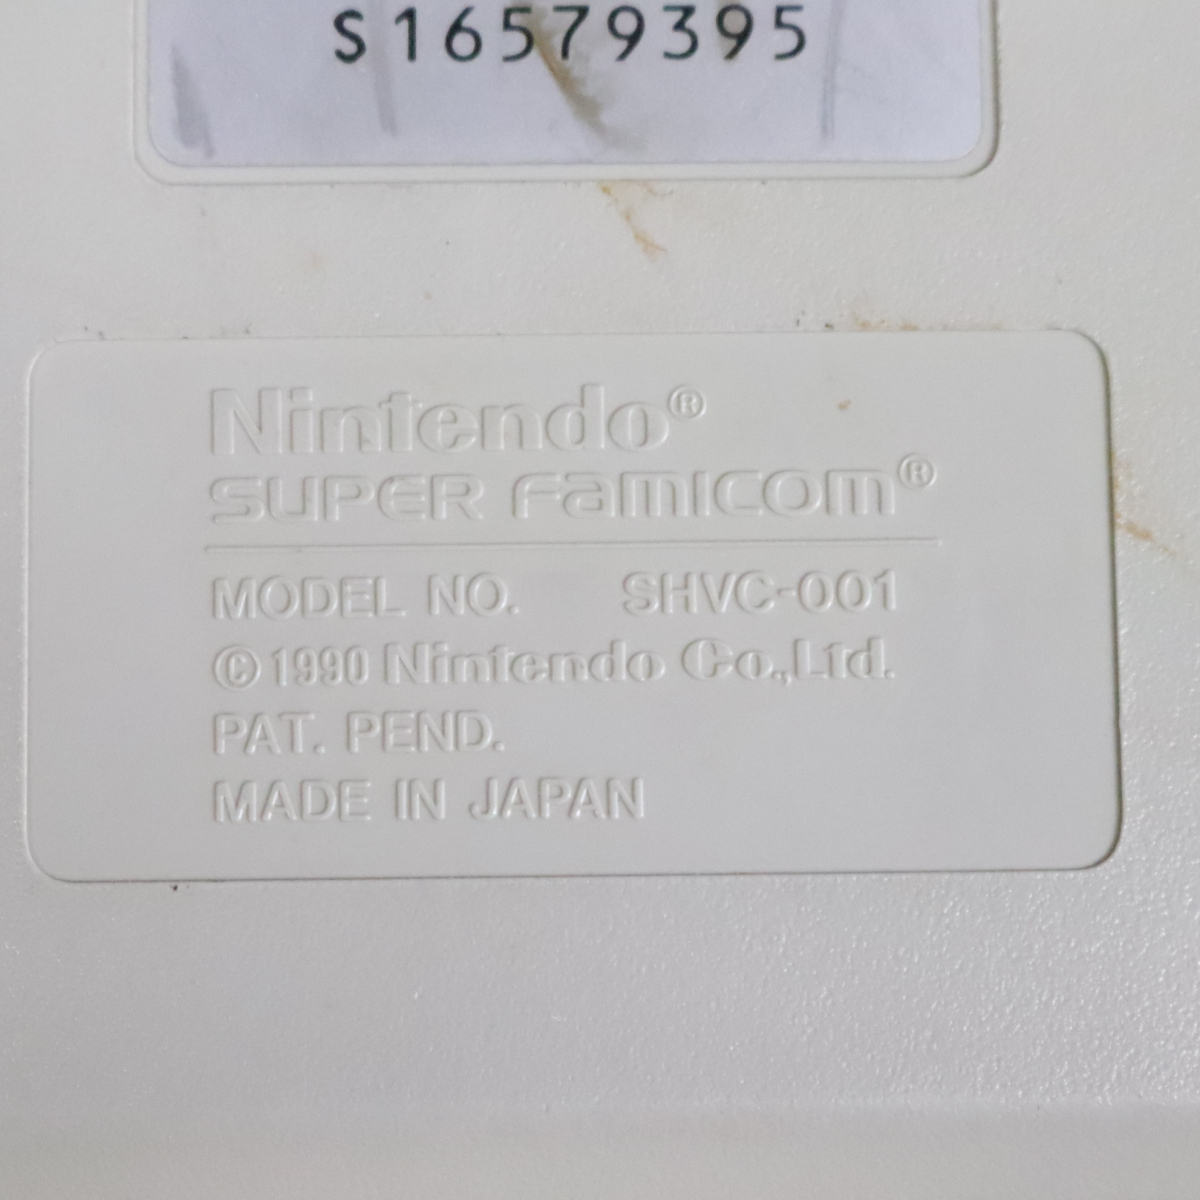 S16579395
Nintendo®
SUPER Famicom®
MODEL NO. SHVC-001
© 1990 Nintendo Co.,Ltd.
PAT. PEND.
MADE IN JAPAN